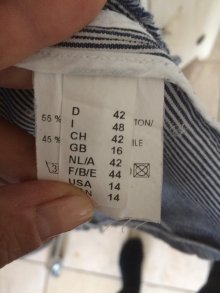 D 42
55 % I 48 TON/
CH 42
45 % GB 16 ILE
NL/A 42
F/B/E 44
USA 14
14